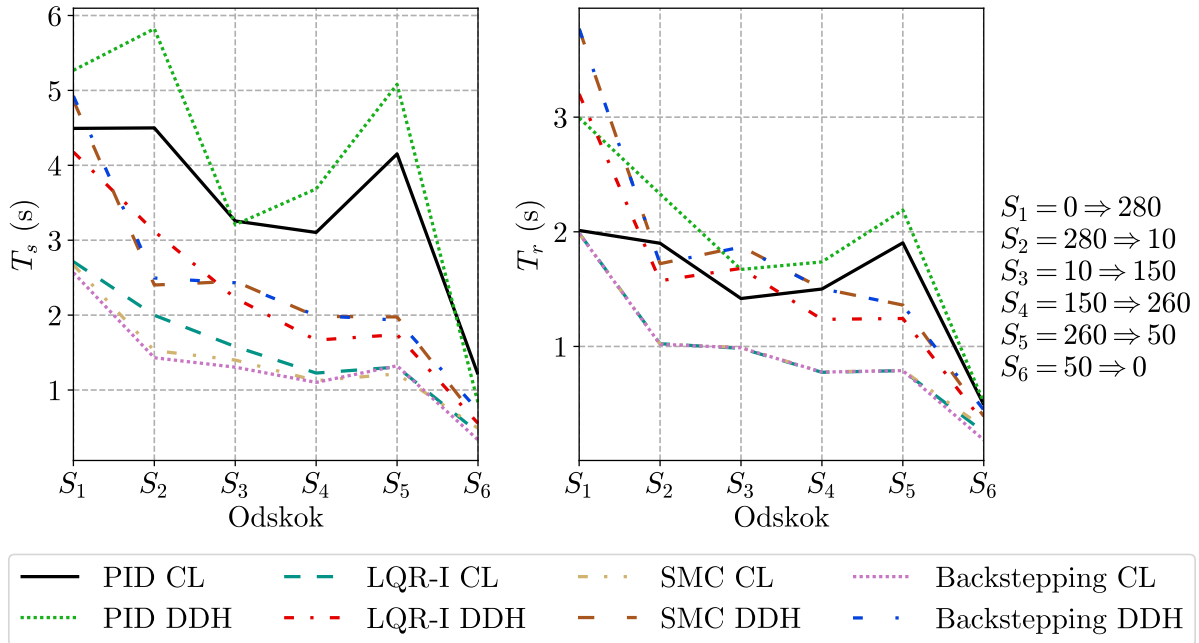 6
5
4
3
2
1
T_s (s)
S_1 S_2 S_3 S_4 S_5 S_6
Odskok
3
2
1
T_r (s)
S_1 S_2 S_3 S_4 S_5 S_6
Odskok
S_1 = 0 ⇒ 280
S_2 = 280 ⇒ 10
S_3 = 10 ⇒ 150
S_4 = 150 ⇒ 260
S_5 = 260 ⇒ 50
S_6 = 50 ⇒ 0
PID CL LQR-I CL SMC CL Backstepping CL
PID DDH LQR-I DDH SMC DDH Backstepping DDH